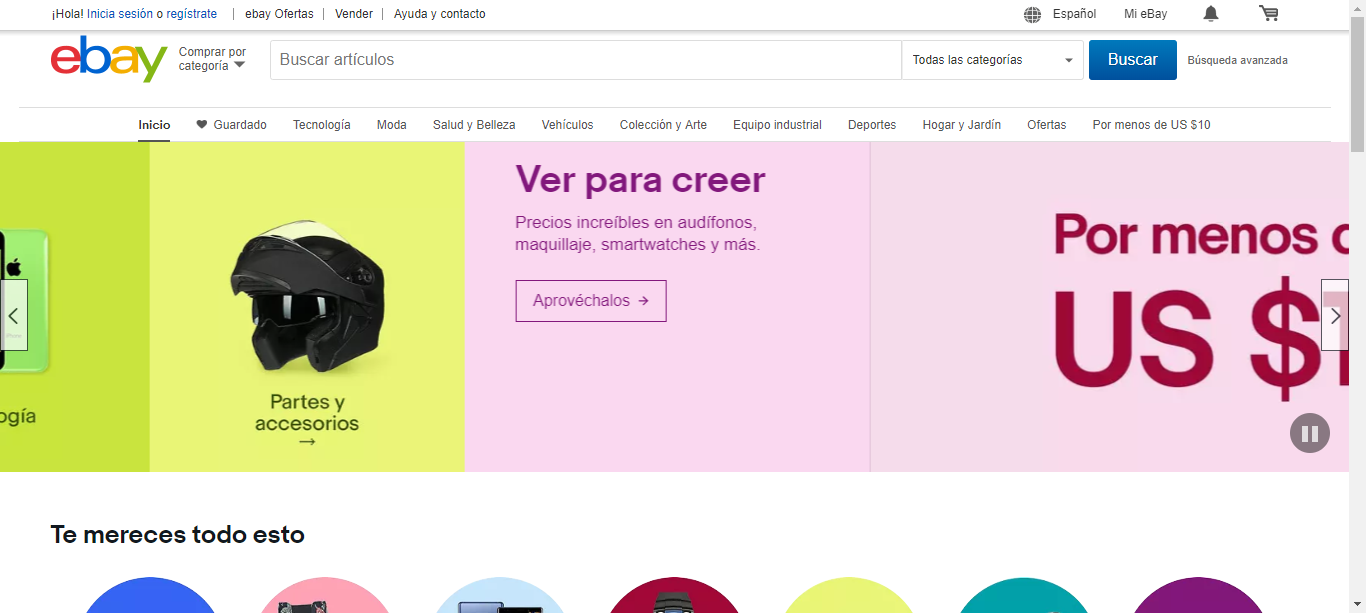 ¡Hola! Inicia sesión o regístrate
ebay Ofertas
Vender
Ayuda y contacto
Español
Mi eBay
ebay
Comprar por
categoría
Buscar artículos
Todas las categorías
Buscar
Búsqueda avanzada
Inicio
Guardado
Tecnología
Moda
Salud y Belleza
Vehículos
Colección y Arte
Equipo industrial
Deportes
Hogar y Jardín
Ofertas
Por menos de US $10
ogía
Partes y
accesorios
→
Ver para creer
Precios increíbles en audífonos,
maquillaje, smartwatches y más.
Aprovéchalos →
Por menos
US $1
Te mereces todo esto